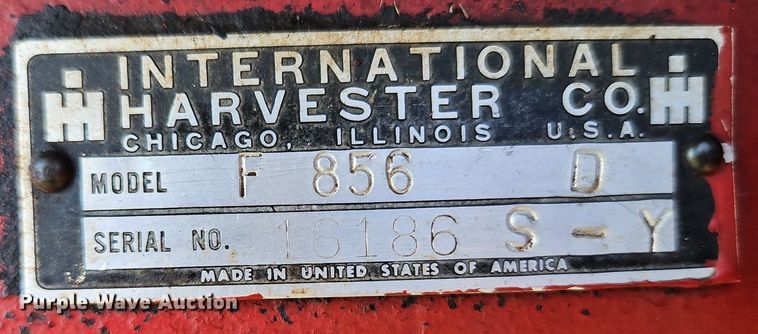 INTERNATIONAL
HARVESTER CO.
CHICAGO, ILLINOIS U.S.A.
MODEL F 856 D
SERIAL NO. 16186 S - Y
MADE IN UNITED STATES OF AMERICA
Purple Wave Auction